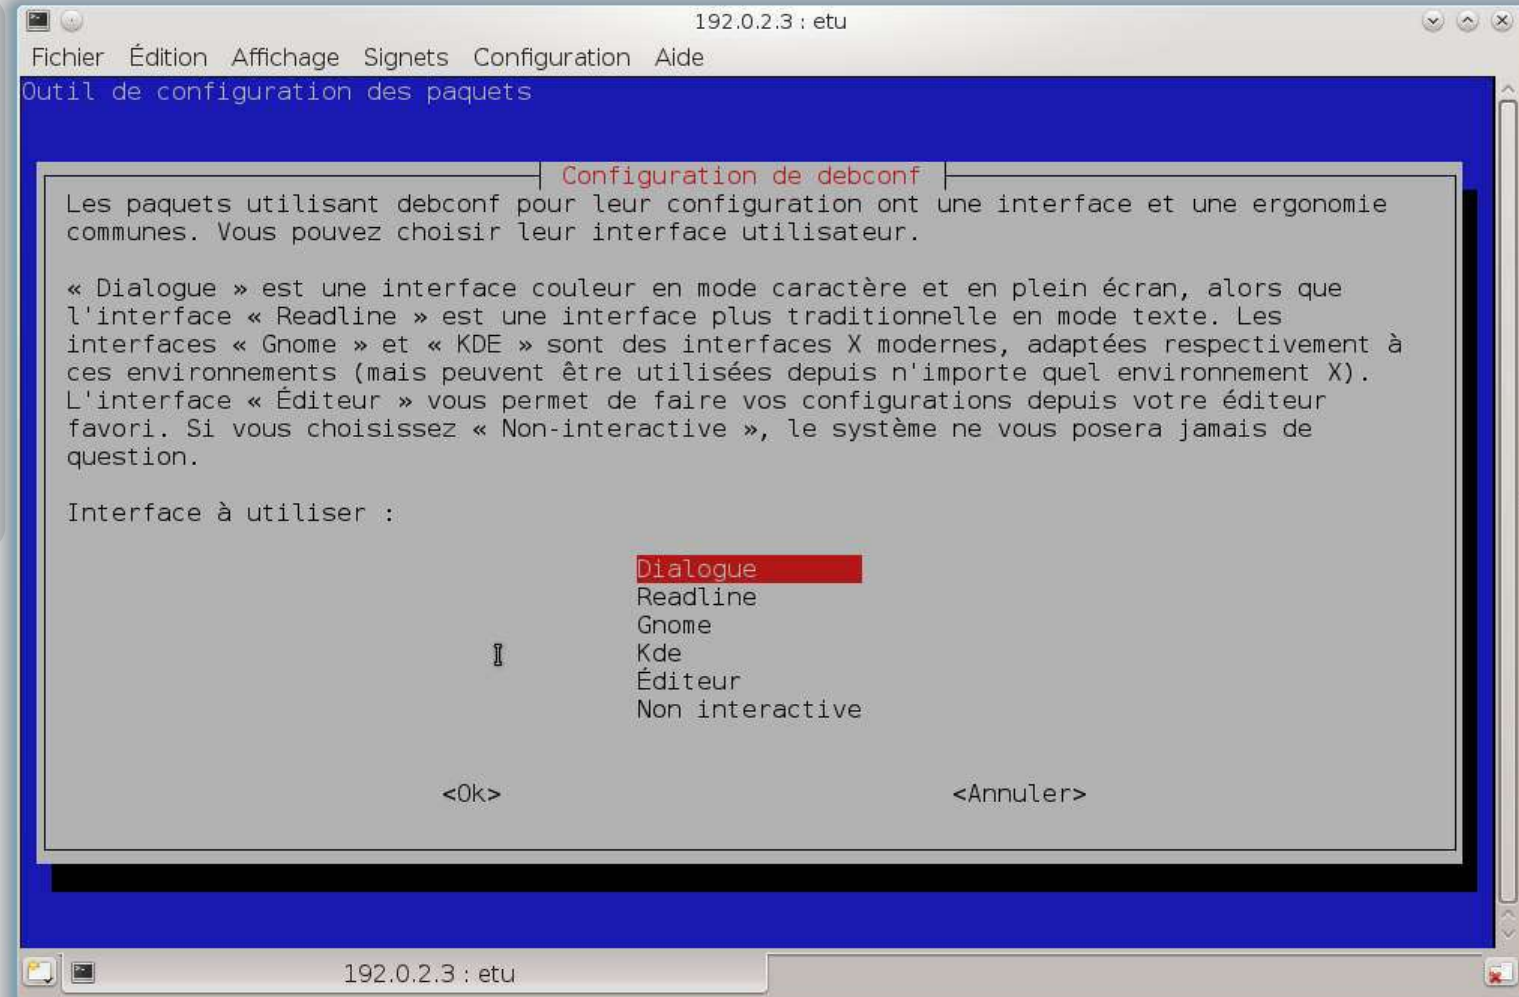 192.0.2.3 : etu
Fichier Édition Affichage Signets Configuration Aide
Outil de configuration des paquets
Configuration de debconf
Les paquets utilisant debconf pour leur configuration ont une interface et une ergonomie
communes. Vous pouvez choisir leur interface utilisateur.
« Dialogue » est une interface couleur en mode caractère et en plein écran, alors que
l'interface « Readline » est une interface plus traditionnelle en mode texte. Les
interfaces « Gnome » et « KDE » sont des interfaces X modernes, adaptées respectivement à
ces environnements (mais peuvent être utilisées depuis n'importe quel environnement X).
L'interface « Éditeur » vous permet de faire vos configurations depuis votre éditeur
favori. Si vous choisissez « Non-interactive », le système ne vous posera jamais de
question.
Interface à utiliser :
Dialogue
Readline
Gnome
Kde
Éditeur
Non interactive
<Ok> <Annuler>
192.0.2.3 : etu